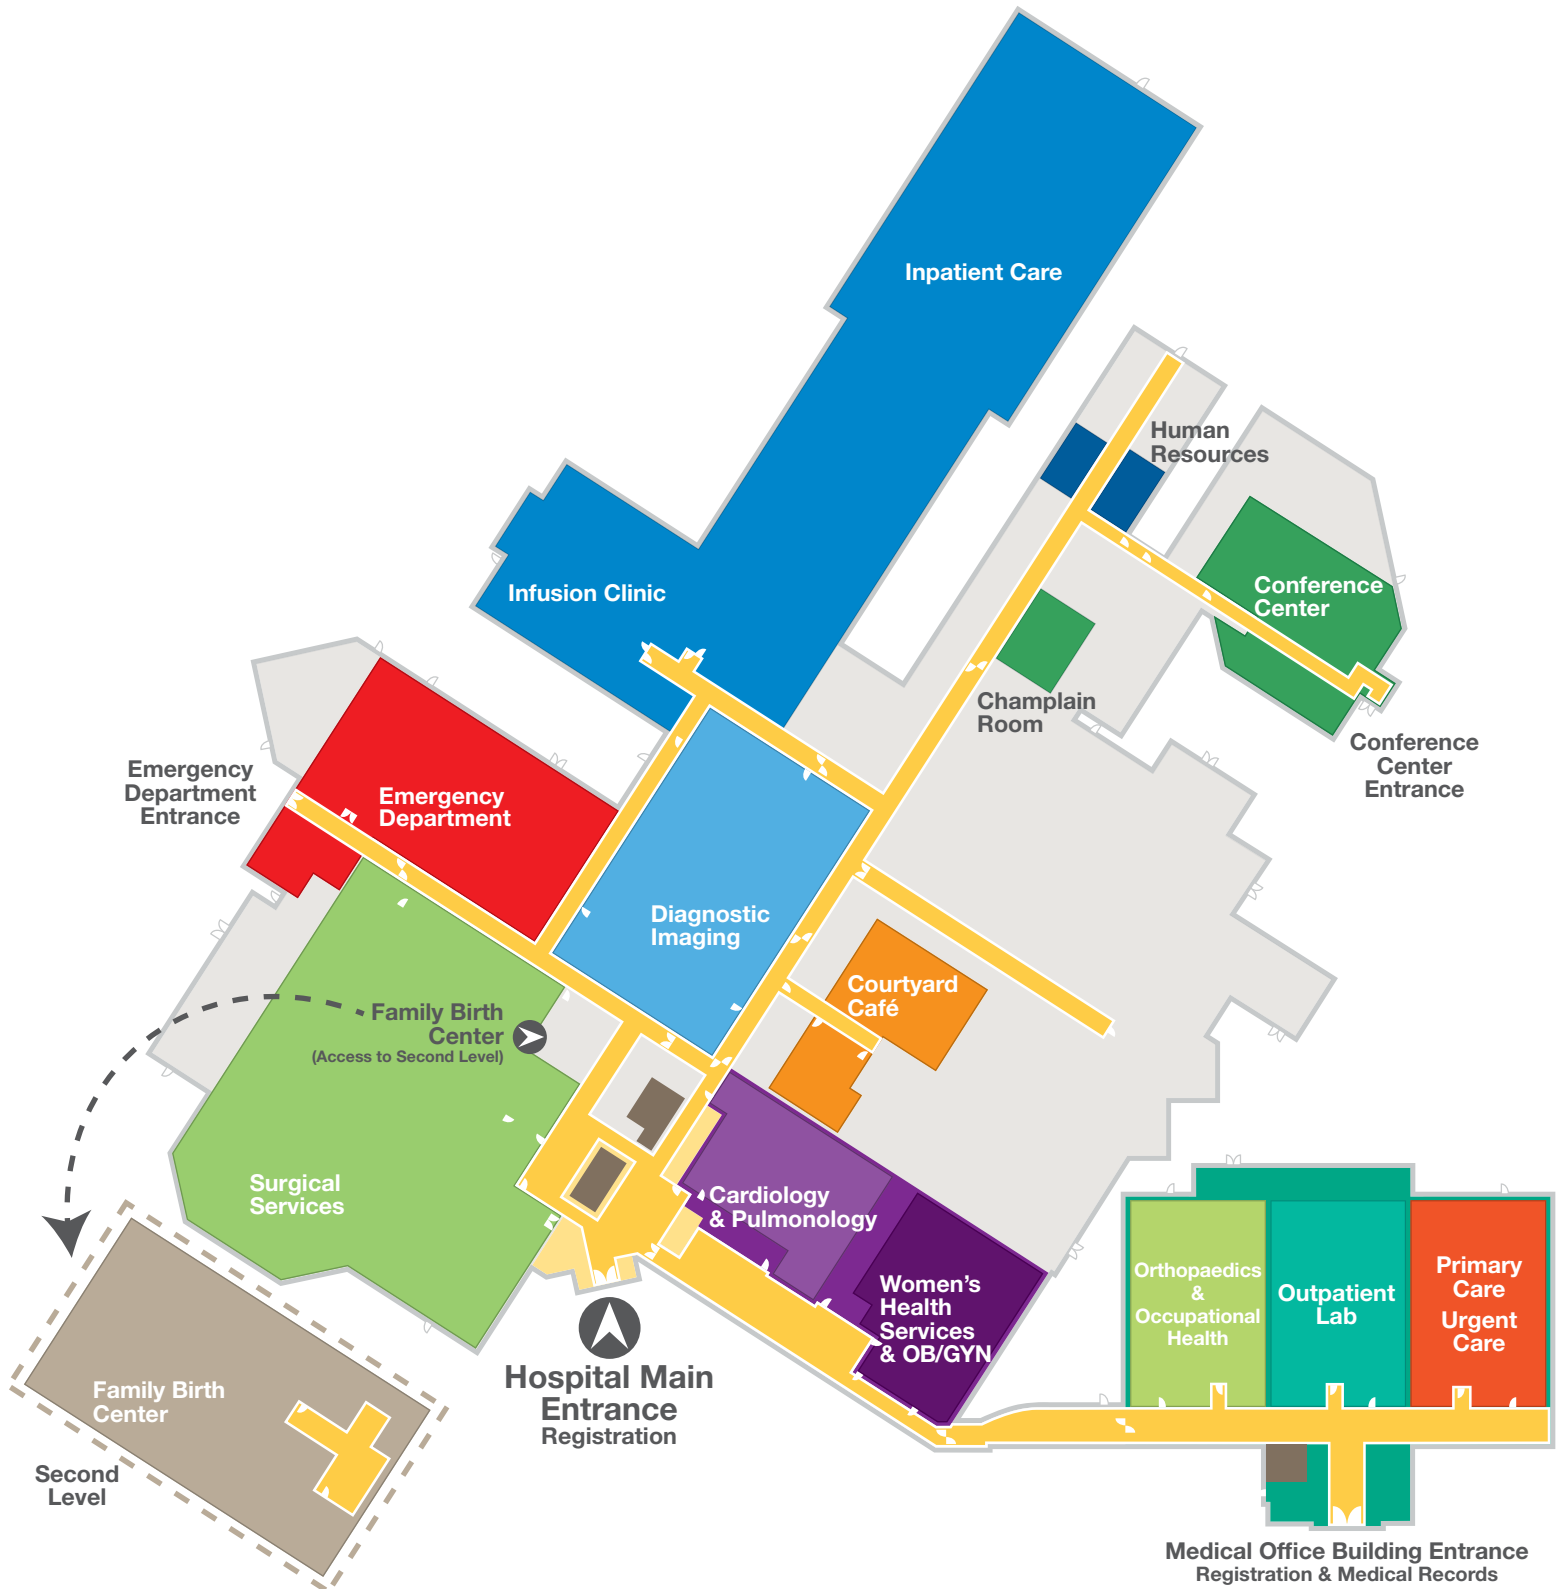 Inpatient Care
Human
Resources
Infusion Clinic
Conference
Center
Champlain
Room
Conference
Center
Entrance
Emergency
Department
Entrance
Emergency
Department
Diagnostic
Imaging
Courtyard
Café
Family Birth
Center
(Access to Second Level)
Surgical
Services
Cardiology
& Pulmonology
Women's
Health
Services
& OB/GYN
Orthopaedics
&
Occupational
Health
Outpatient
Lab
Primary
Care
Urgent
Care
Hospital Main
Entrance
Registration
Family Birth
Center
Second
Level
Medical Office Building Entrance
Registration & Medical Records